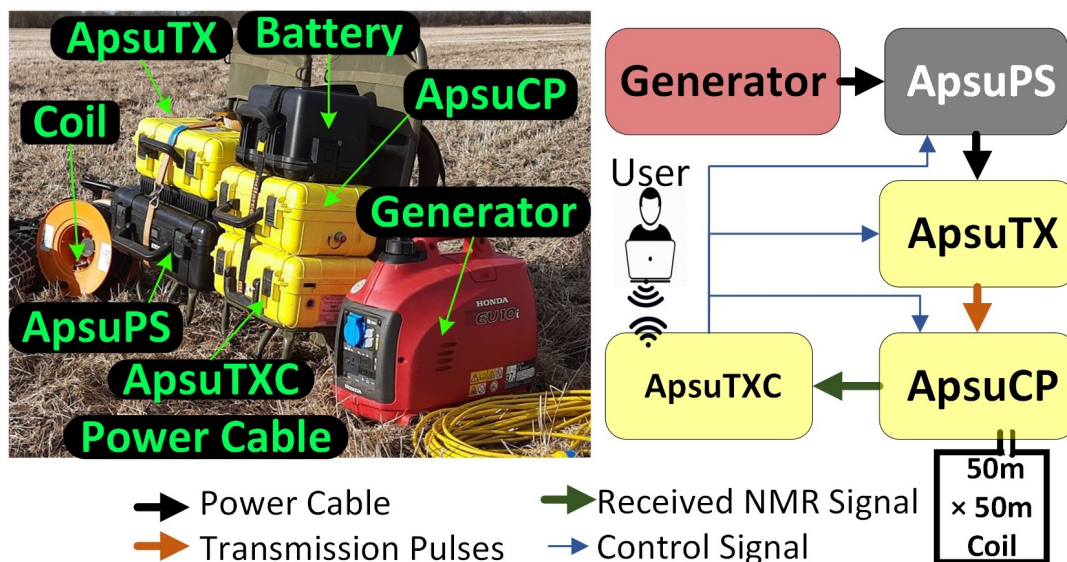 ApsuTX
Battery
ApsuCP
Coil
Generator
ApsuPS
ApsuTXC
Power Cable
HONDA
EU10i
HONDA
Generator
ApsuPS
User
ApsuTX
ApsuTXC
ApsuCP
50m
× 50m
Coil
Power Cable
Received NMR Signal
Transmission Pulses
Control Signal